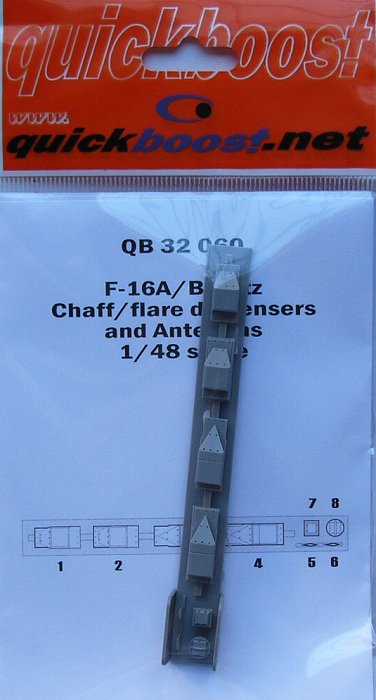 quickboost
www.
quickboost.net
QB 32 060
F-16A/B
Chaff/flare
and
1/48
7 8
1 2 4 5 6